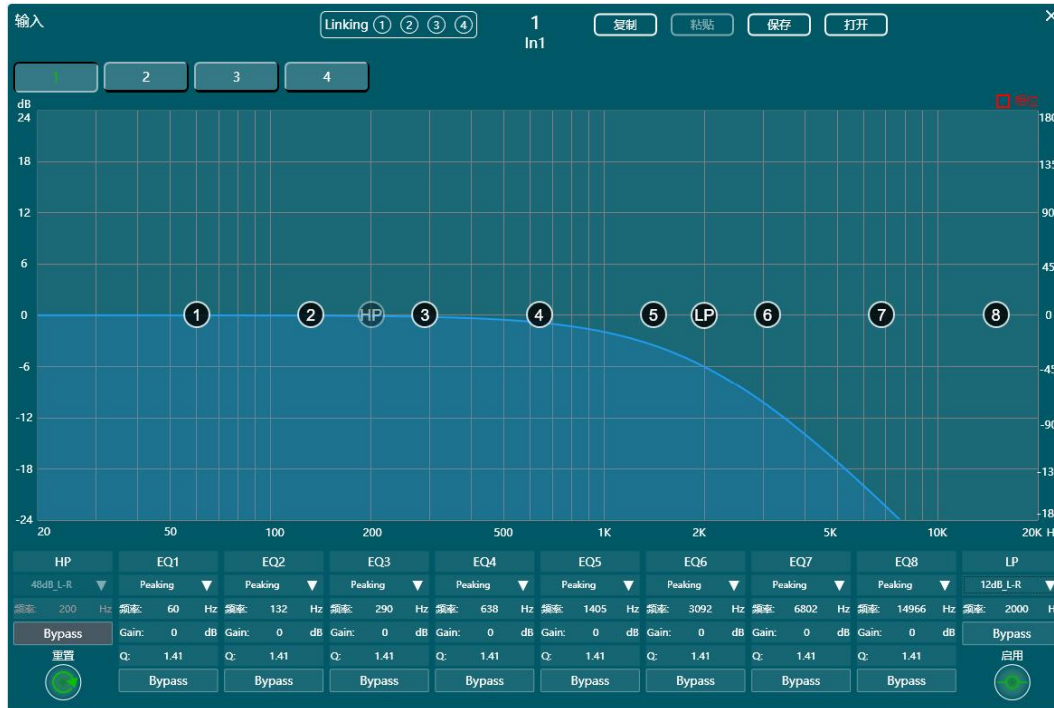 输入 Linking 1 2 3 4 1 复制 粘贴 保存 打开
In1
1 2 3 4
dB 相位
24 180
18 135
12 90
6 45
0 1 2 HP 3 4 5 LP 6 7 8 0
-6 -45
-12 -90
-18 -13
-24 -18
20 50 100 200 500 1K 2K 5K 10K 20K H
HP EQ1 EQ2 EQ3 EQ4 EQ5 EQ6 EQ7 EQ8 LP
48dB_L-R Peaking Peaking Peaking Peaking Peaking Peaking Peaking Peaking 12dB_L-R
频率: 200 Hz 频率: 60 Hz 频率: 132 Hz 频率: 290 Hz 频率: 638 Hz 频率: 1405 Hz 频率: 3092 Hz 频率: 6802 Hz 频率: 14966 Hz 频率: 2000 H
Bypass Gain: 0 dB Gain: 0 dB Gain: 0 dB Gain: 0 dB Gain: 0 dB Gain: 0 dB Gain: 0 dB Gain: 0 dB Bypass
重置 Q: 1.41 Q: 1.41 Q: 1.41 Q: 1.41 Q: 1.41 Q: 1.41 Q: 1.41 Q: 1.41 启用
Bypass Bypass Bypass Bypass Bypass Bypass Bypass Bypass